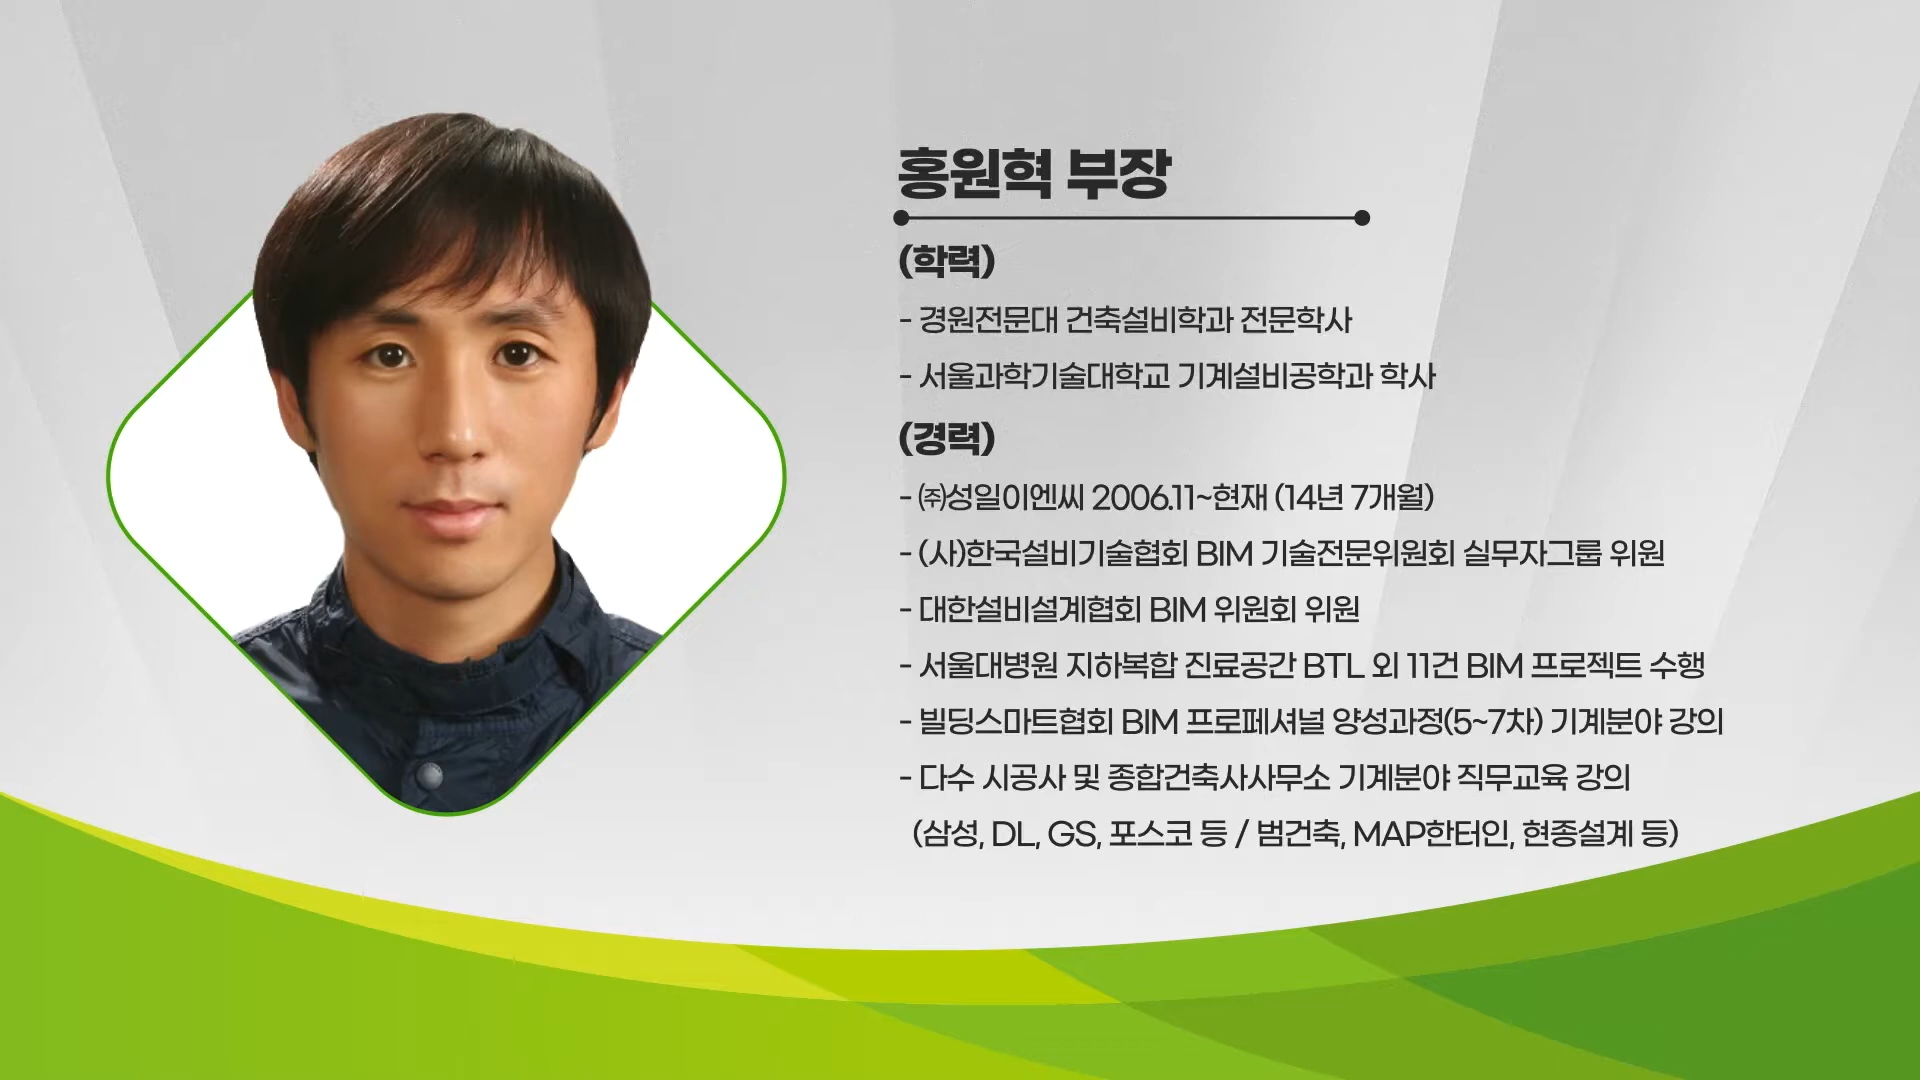 홍원혁 부장
(학력)
- 경원전문대 건축설비학과 전문학사
- 서울과학기술대학교 기계설비공학과 학사
(경력)
- ㈜성일이엔씨 2006.11~현재 (14년 7개월)
- (사)한국설비기술협회 BIM 기술전문위원회 실무자그룹 위원
- 대한설비설계협회 BIM 위원회 위원
- 서울대병원 지하복합 진료공간 BTL 외 11건 BIM 프로젝트 수행
- 빌딩스마트협회 BIM 프로페셔널 양성과정(5~7차) 기계분야 강의
- 다수 시공사 및 종합건축사사무소 기계분야 직무교육 강의
(삼성, DL, GS, 포스코 등 / 범건축, MAP한터인, 현종설계 등)